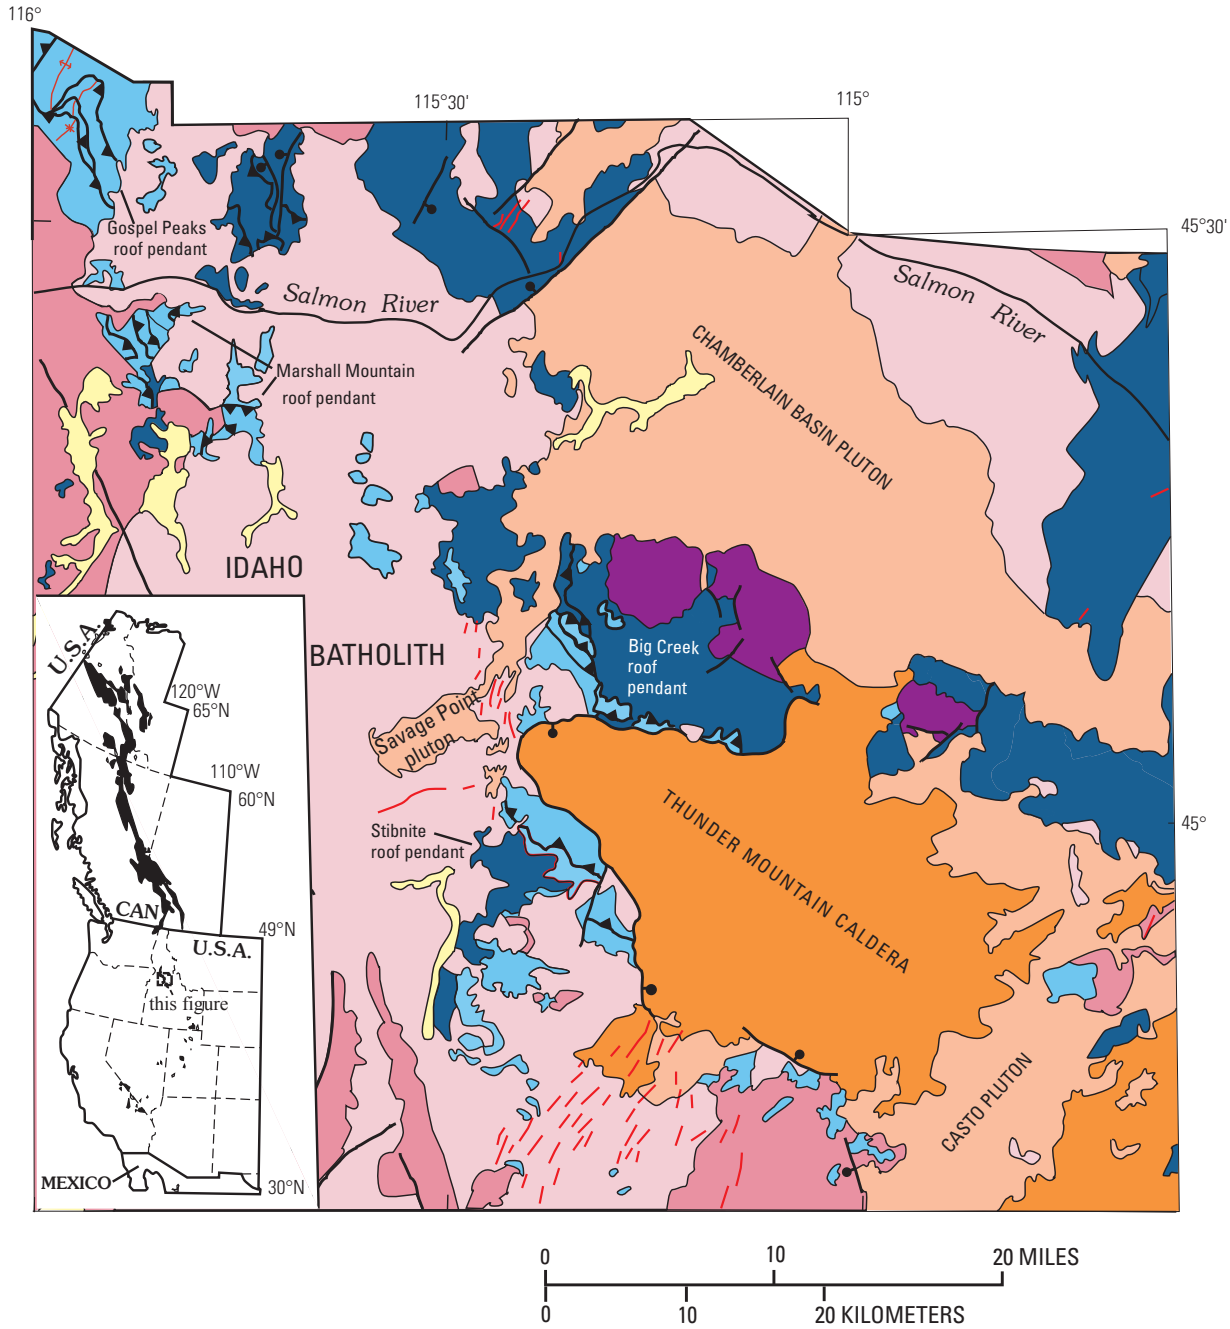 116°
115°30'
115°
45°30'
Gospel Peaks
roof pendant
Salmon River
Salmon
River
CHAMBERLAIN BASIN PLUTON
Marshall Mountain
roof pendant
IDAHO
BATHOLITH
Big Creek
roof
pendant
Savage Point
pluton
THUNDER MOUNTAIN CALDERA
45°
Stibnite
roof pendant
CASTO PLUTON
U.S.A.
120°W
65°N
110°W
60°N
CAN
49°N
U.S.A.
this figure
MEXICO
30°N
0
10
20 MILES
0
10
20 KILOMETERS